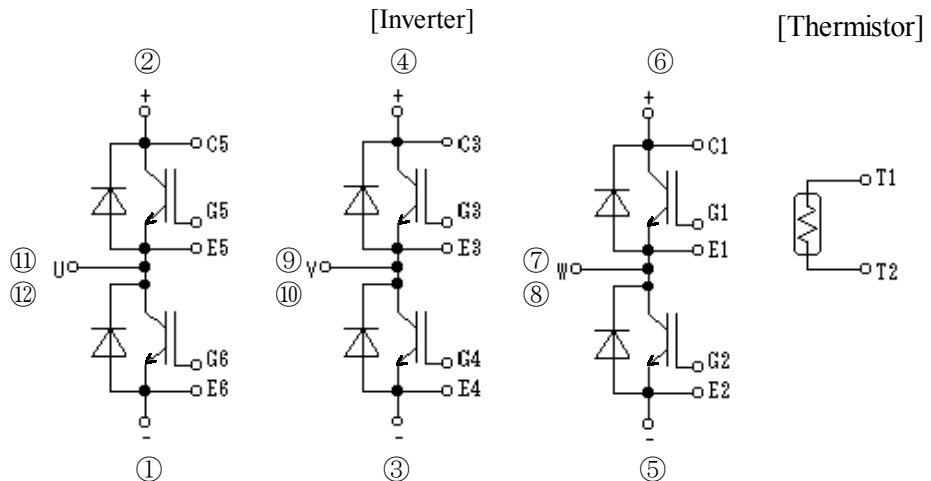 [Inverter]
[Thermistor]
② ④ ⑥
+ + +
C5 C3 C1
G5 G3 G1
T1
E5 E3 E1
⑪ U ⑨ V ⑦ W
T2
⑫ ⑩ ⑧
G6 G4 G2
E6 E4 E2
- - -
① ③ ⑤